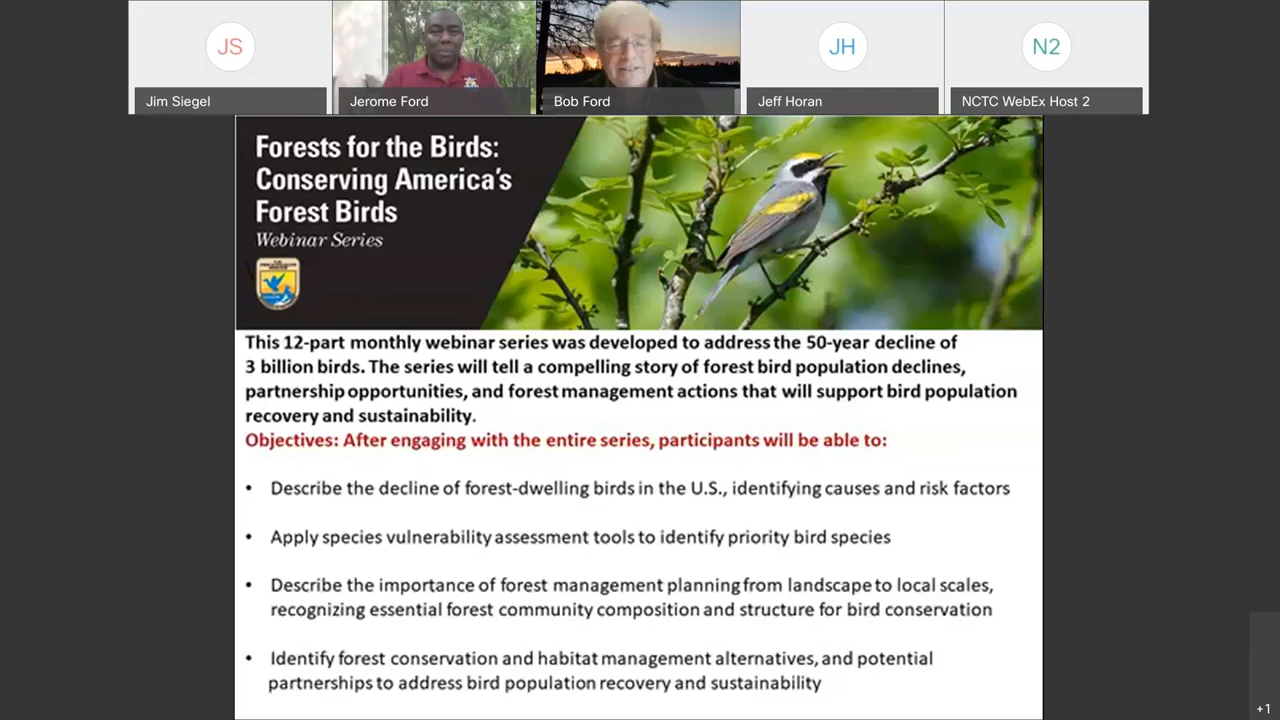 JS
JH
N2
Jim Siegel
Jerome Ford
Bob Ford
Jeff Horan
NCTC WebEx Host 2
Forests for the Birds:
Conserving America's
Forest Birds
Webinar Series
This 12-part monthly webinar series was developed to address the 50-year decline of
3 billion birds. The series will tell a compelling story of forest bird population declines,
partnership opportunities, and forest management actions that will support bird population
recovery and sustainability.
Objectives: After engaging with the entire series, participants will be able to:
• Describe the decline of forest-dwelling birds in the U.S., identifying causes and risk factors
• Apply species vulnerability assessment tools to identify priority bird species
• Describe the importance of forest management planning from landscape to local scales,
recognizing essential forest community composition and structure for bird conservation
• Identify forest conservation and habitat management alternatives, and potential
partnerships to address bird population recovery and sustainability
+1